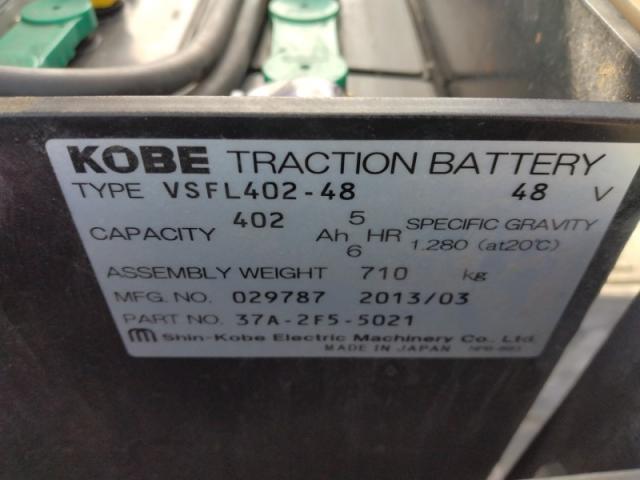 KOBE TRACTION BATTERY
TYPE VSFL402-48 48 V
CAPACITY 402 Ah 5 HR SPECIFIC GRAVITY
6 1.280 (at20℃)
ASSEMBLY WEIGHT 710 kg
MFG. NO. 029787 2013/03
PART NO. 37A-2F5-5021
Shin-Kobe Electric Machinery Co., Ltd.
MADE IN JAPAN